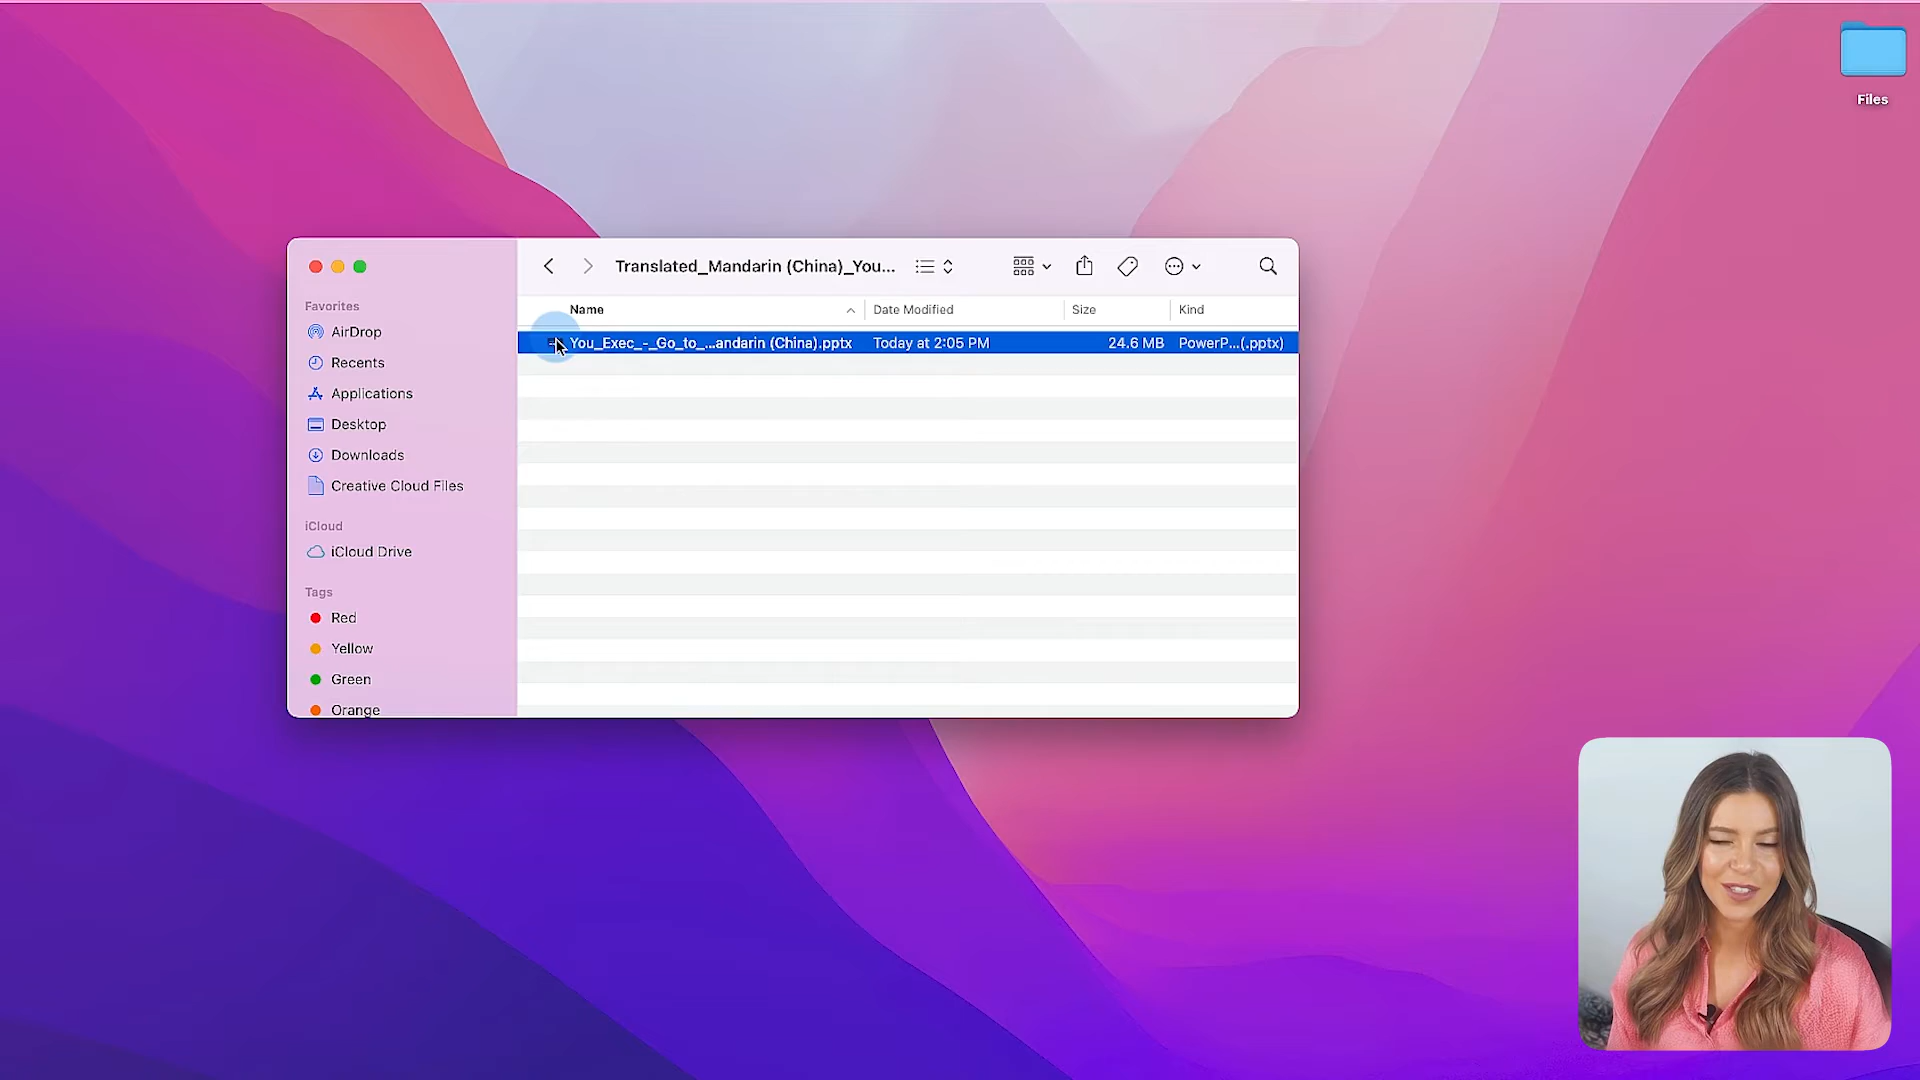 Files
Translated_Mandarin (China)_You...
Favorites
AirDrop
Recents
Applications
Desktop
Downloads
Creative Cloud Files
iCloud
iCloud Drive
Tags
Red
Yellow
Green
Orange
Name Date Modified Size Kind
You_Exec_-_Go_to_...andarin (China).pptx Today at 2:05 PM 24.6 MB PowerP...(.pptx)